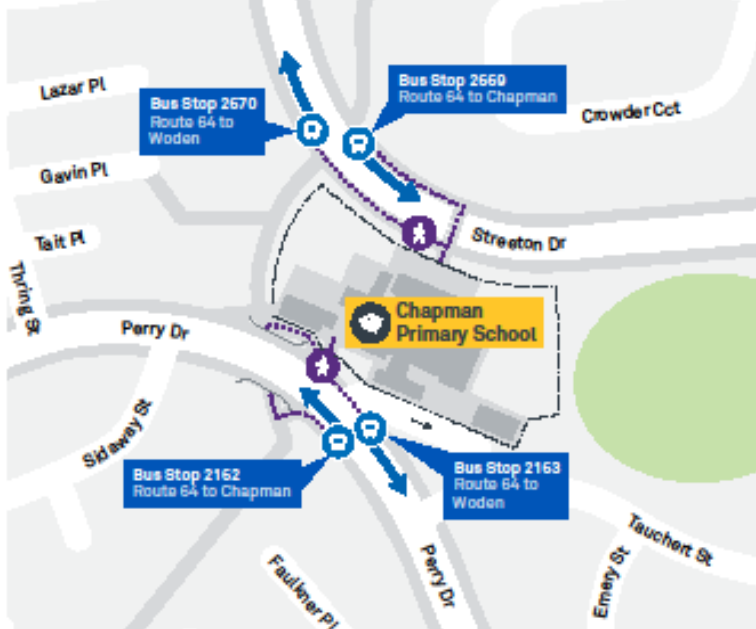 Lazar Pl
Bus Stop 2670
Route 64 to
Woden
Bus Stop 2669
Route 64 to Chapman
Crowder Cct
Gavin Pl
Tait Pl
Streeton Dr
Thring St
Perry Dr
Chapman
Primary School
Sidaway St
Bus Stop 2162
Route 64 to Chapman
Bus Stop 2163
Route 64 to
Woden
Tauchert St
Perry Dr
Emery St
Faulkner Pl